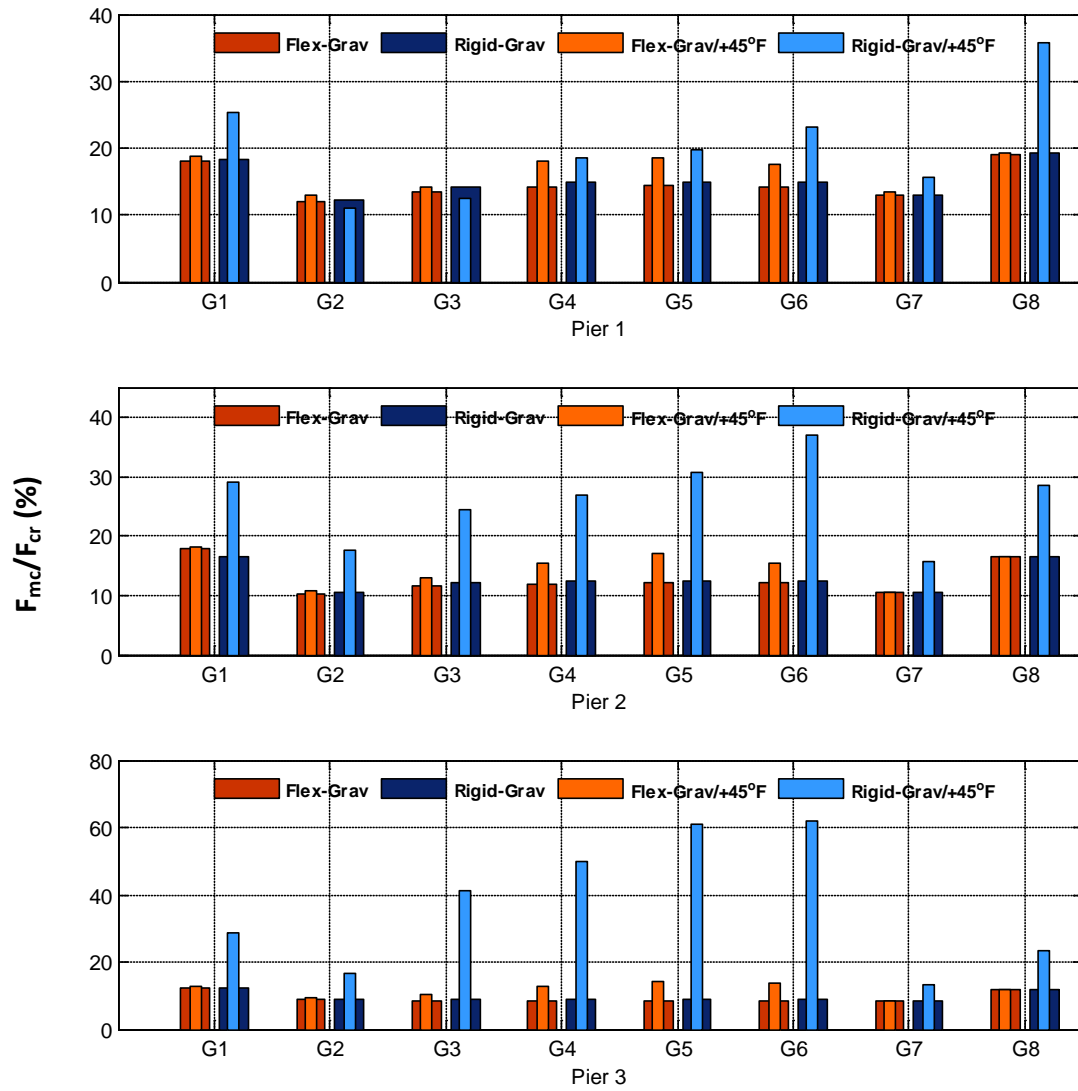 40
Flex-Grav Rigid-Grav Flex-Grav/+45°F Rigid-Grav/+45°F
30
20
10
0
G1 G2 G3 G4 G5 G6 G7 G8
Pier 1
Fmc/Fcr (%)
40
Flex-Grav Rigid-Grav Flex-Grav/+45°F Rigid-Grav/+45°F
30
20
10
0
G1 G2 G3 G4 G5 G6 G7 G8
Pier 2
80
Flex-Grav Rigid-Grav Flex-Grav/+45°F Rigid-Grav/+45°F
60
40
20
0
G1 G2 G3 G4 G5 G6 G7 G8
Pier 3